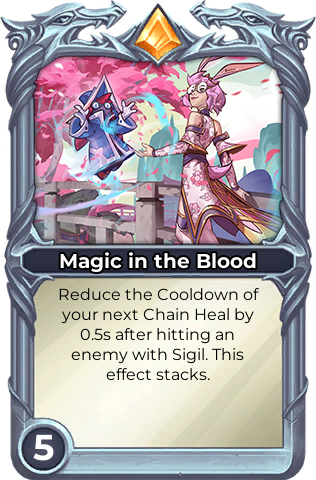 Magic in the Blood
Reduce the Cooldown of
your next Chain Heal by
0.5s after hitting an
enemy with Sigil. This
effect stacks.
5